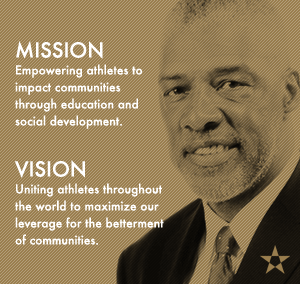 MISSION
Empowering athletes to
impact communities
through education and
social development.
VISION
Uniting athletes throughout
the world to maximize our
leverage for the betterment
of communities.